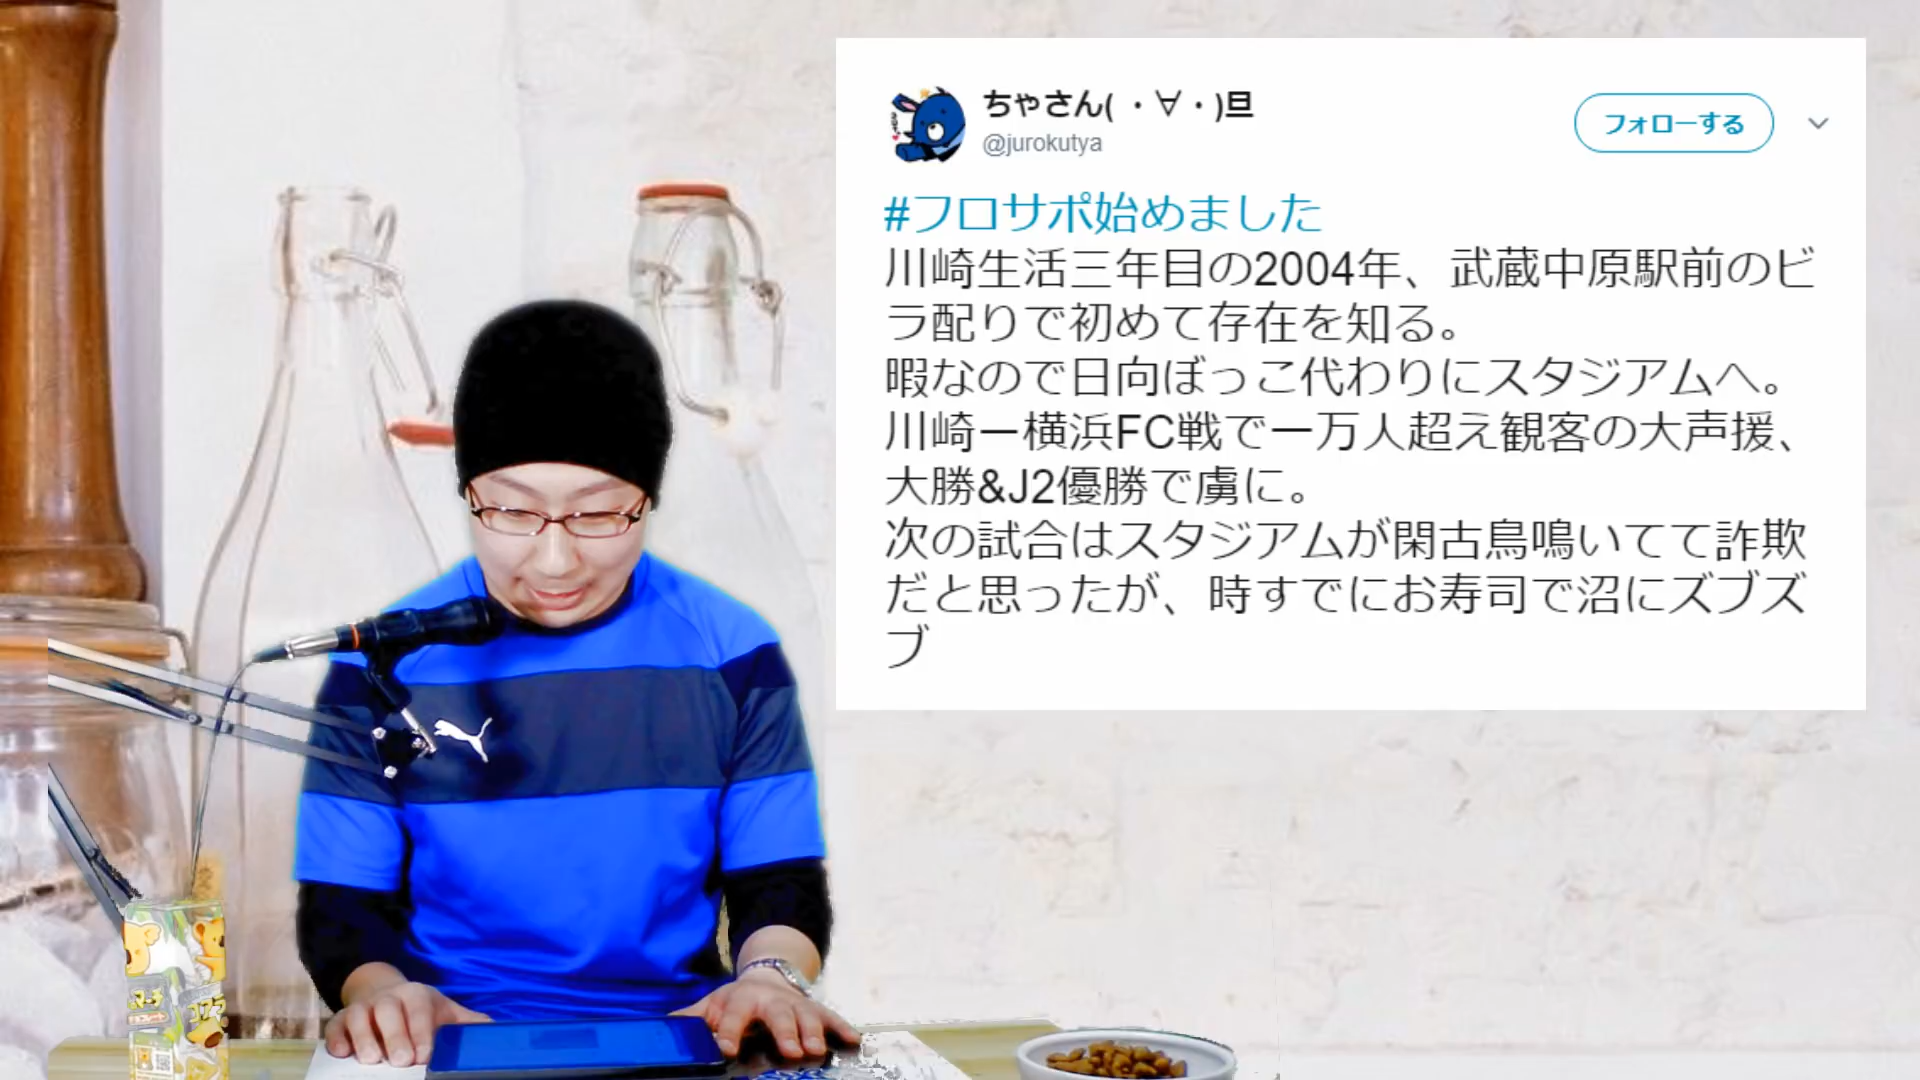 ちゃさん( ・∀・)旦
@jurokutya
フォローする
#フロサポ始めました
川崎生活三年目の2004年、武蔵中原駅前のビ
ラ配りで初めて存在を知る。
暇なので日向ぼっこ代わりにスタジアムへ。
川崎ー横浜FC戦で一万人超え観客の大声援、
大勝&J2優勝で虜に。
次の試合はスタジアムが閑古鳥鳴いてて詐欺
だと思ったが、時すでにお寿司で沼にズブズ
ブ
マーチ
コアラ